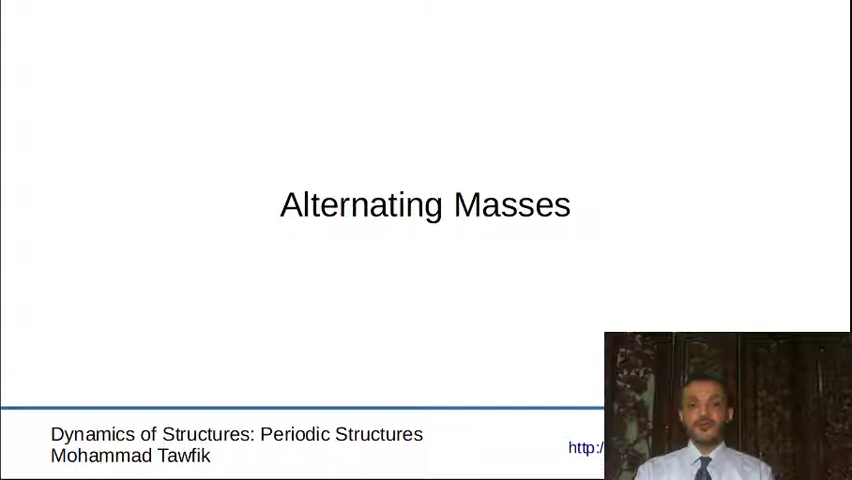 Alternating Masses
Dynamics of Structures: Periodic Structures
Mohammad Tawfik
http:/